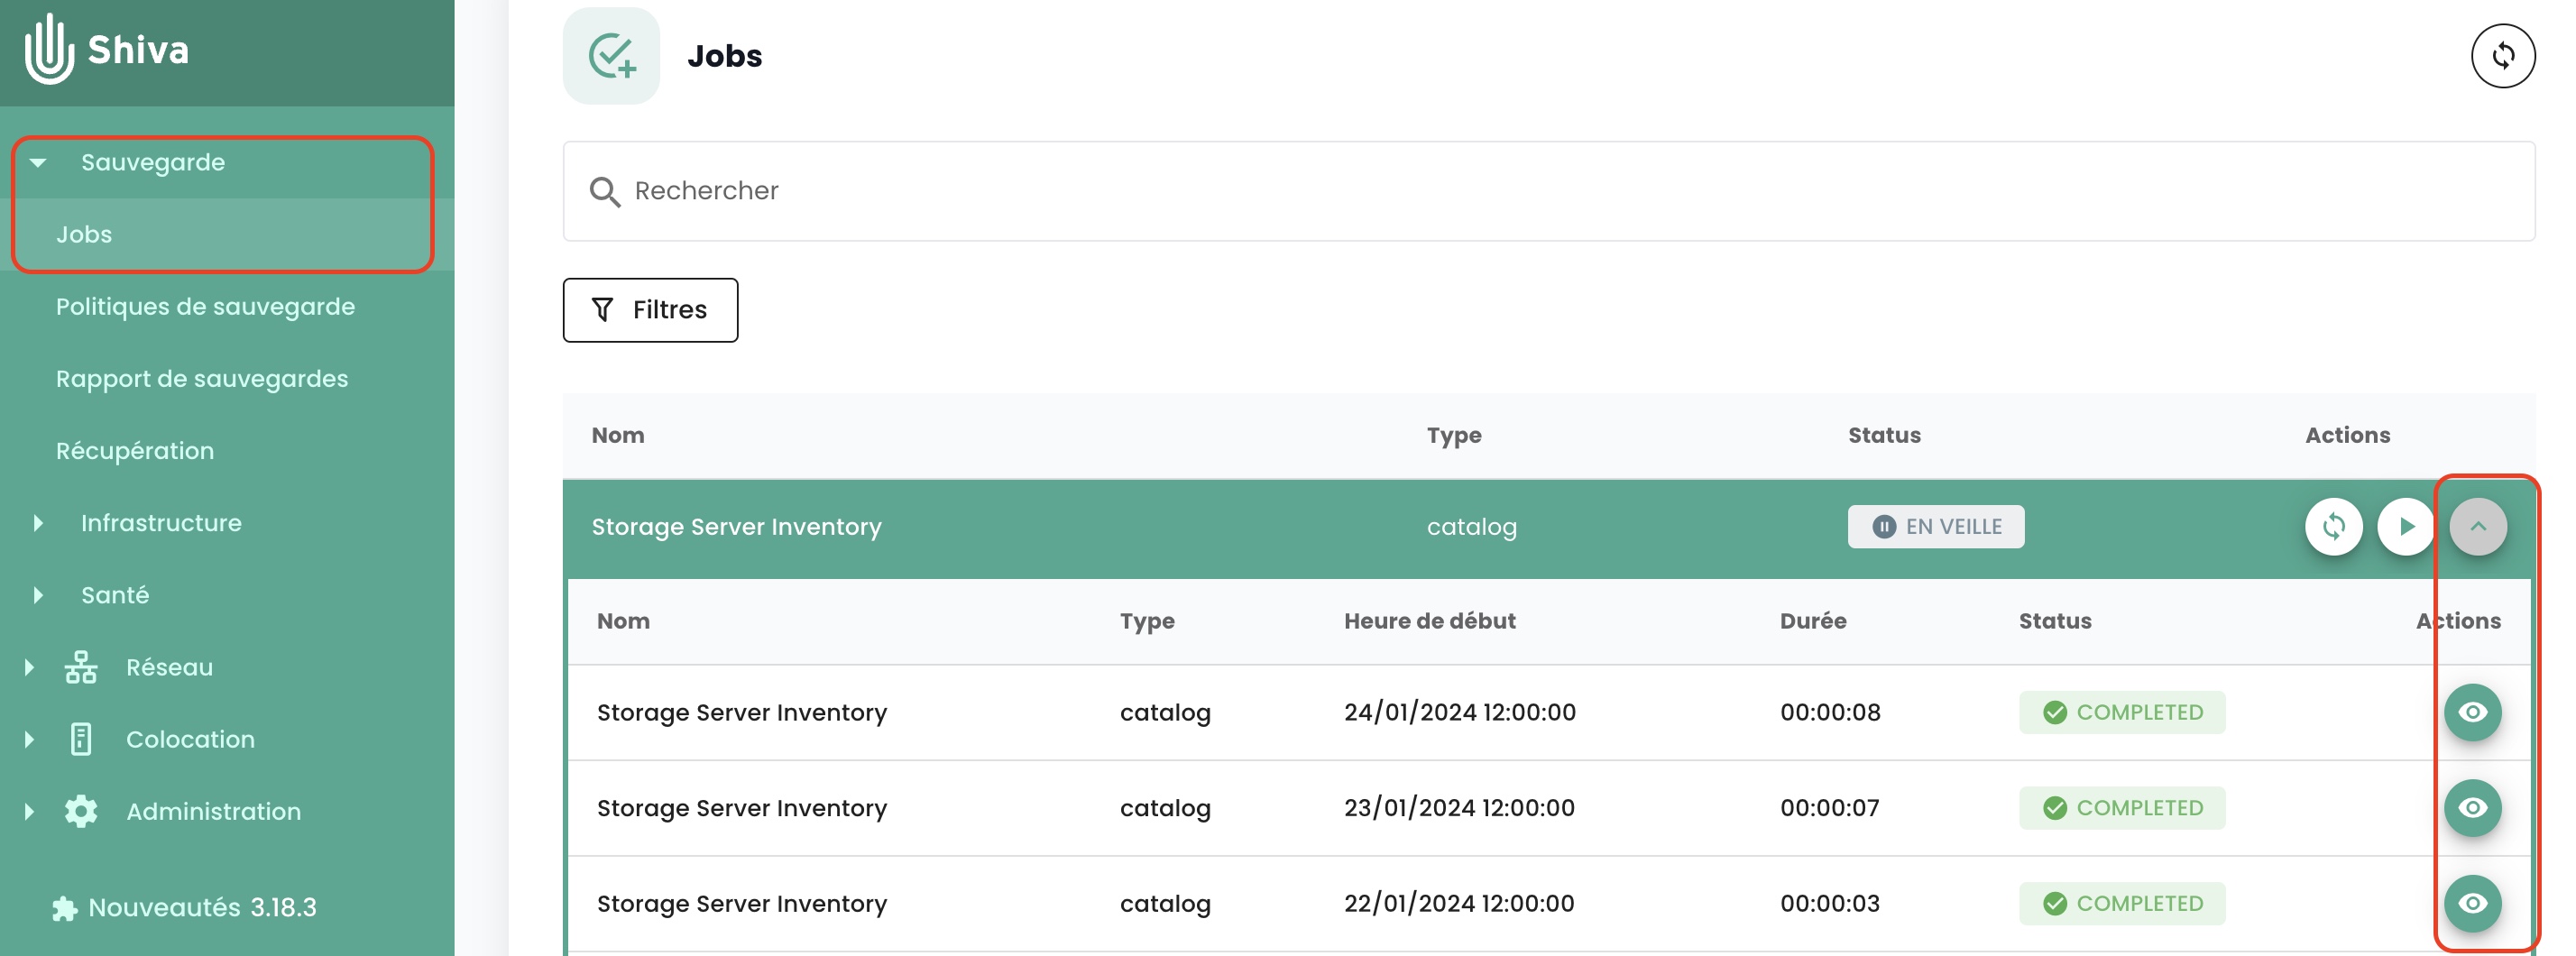 Shiva
Sauvegarde
Jobs
Politiques de sauvegarde
Rapport de sauvegardes
Récupération
Infrastructure
Santé
Réseau
Colocation
Administration
Nouveautés 3.18.3
Jobs
Rechercher
Filtres
Nom Type Status Actions
Storage Server Inventory catalog EN VEILLE
Nom Type Heure de début Durée Status Actions
Storage Server Inventory catalog 24/01/2024 12:00:00 00:00:08 COMPLETED
Storage Server Inventory catalog 23/01/2024 12:00:00 00:00:07 COMPLETED
Storage Server Inventory catalog 22/01/2024 12:00:00 00:00:03 COMPLETED